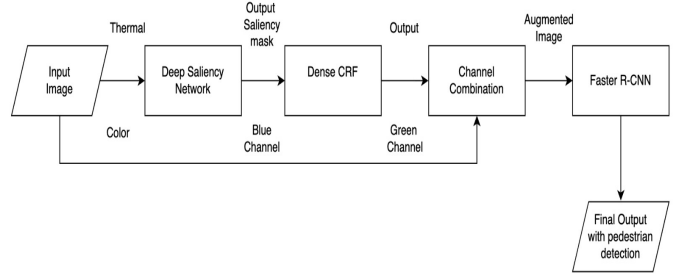 Thermal
Output
Saliency
mask
Output
Augmented
Image
Input
Image
Deep Saliency
Network
Dense CRF
Channel
Combination
Faster R-CNN
Color
Blue
Channel
Green
Channel
Final Output
with pedestrian
detection